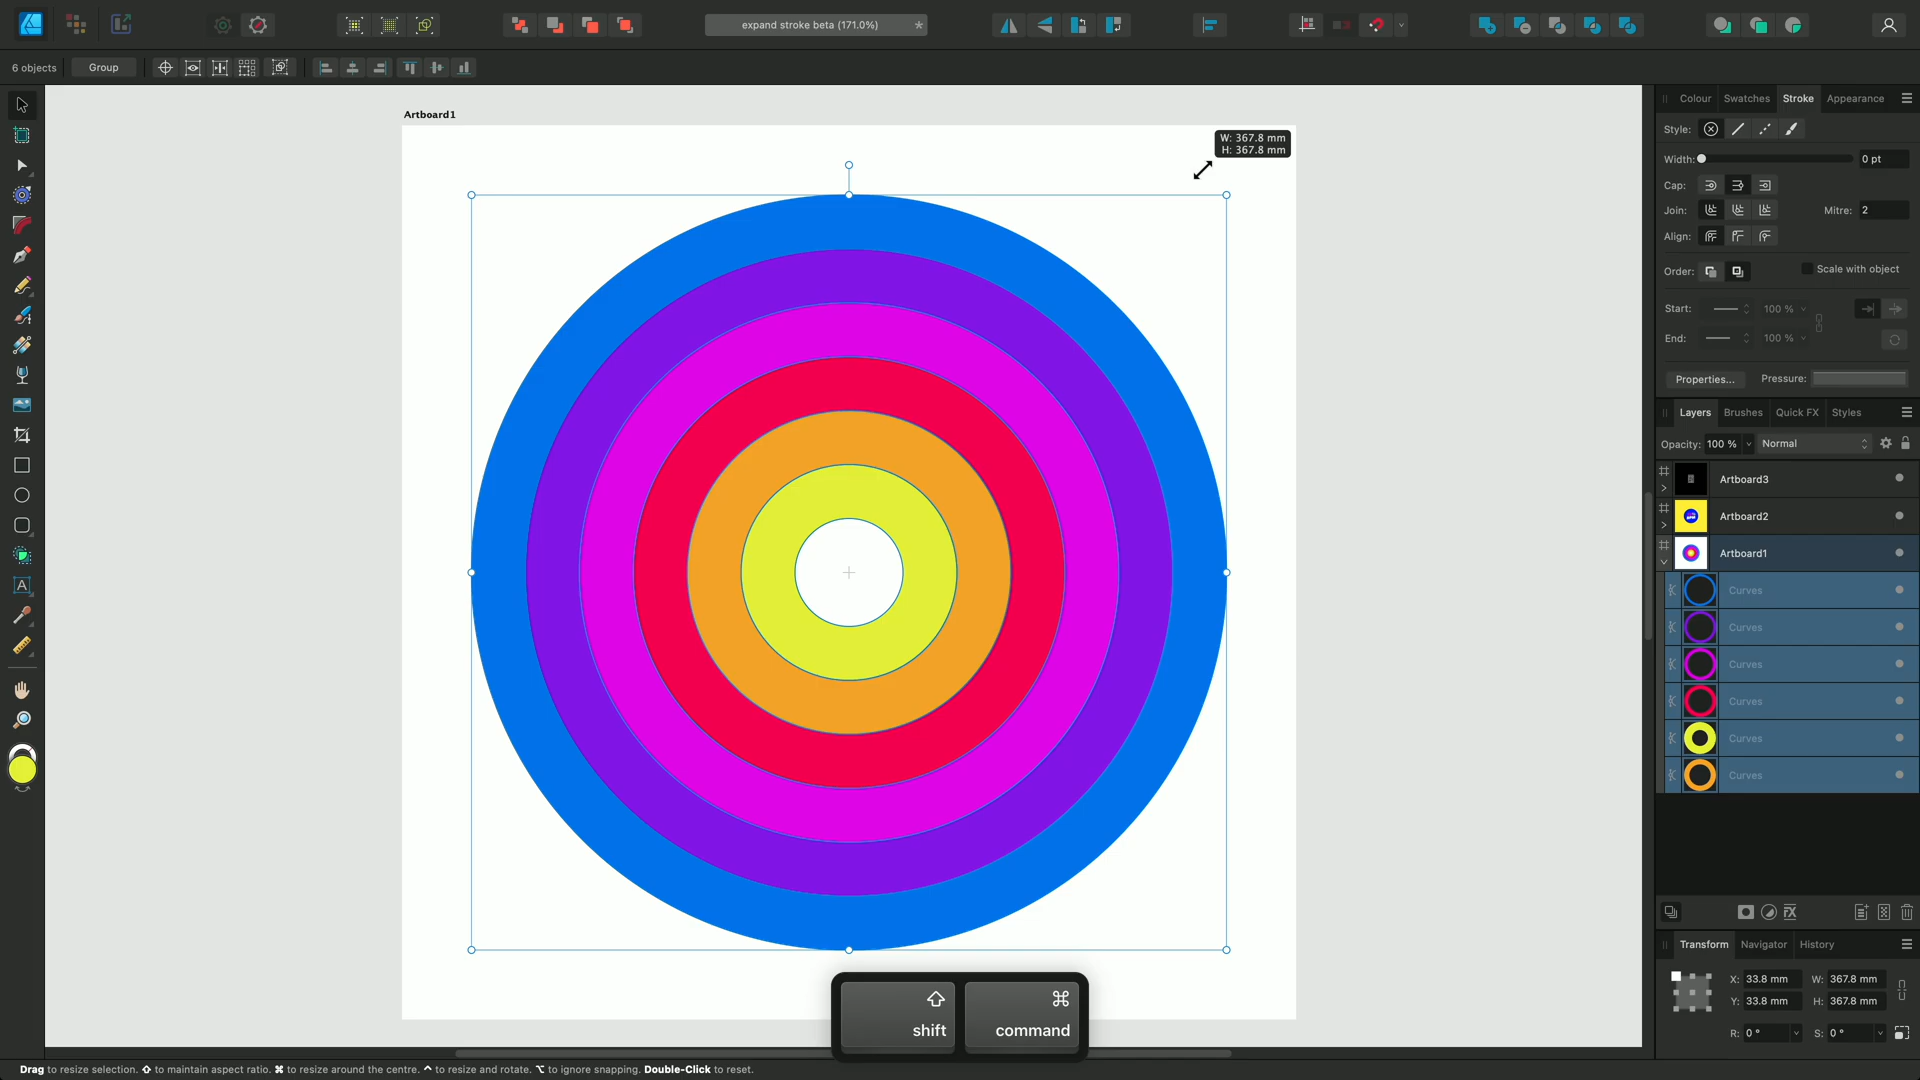 expand stroke beta (171.0%)
*
6 objects
Group
Colour
Swatches
Stroke
Appearance
Style:
Width:
0 pt
Cap:
Join:
Mitre:
2
Align:
Order:
Scale with object
Start:
100 %
End:
100 %
Properties...
Pressure:
Artboard1
W: 367.8 mm
H: 367.8 mm
Layers
Brushes
Quick FX
Styles
Opacity:
100 %
Normal
Artboard3
Artboard2
Artboard1
Curves
Curves
Curves
Curves
Curves
Curves
Transform
Navigator
History
X: 33.8 mm
W: 367.8 mm
Y: 33.8 mm
H: 367.8 mm
R: 0 °
S: 0 °
⇧
shift
⌘
command
Drag to resize selection. ⇧ to maintain aspect ratio. ⌘ to resize around the centre. ⌃ to resize and rotate. ⌥ to ignore snapping. Double-Click to reset.